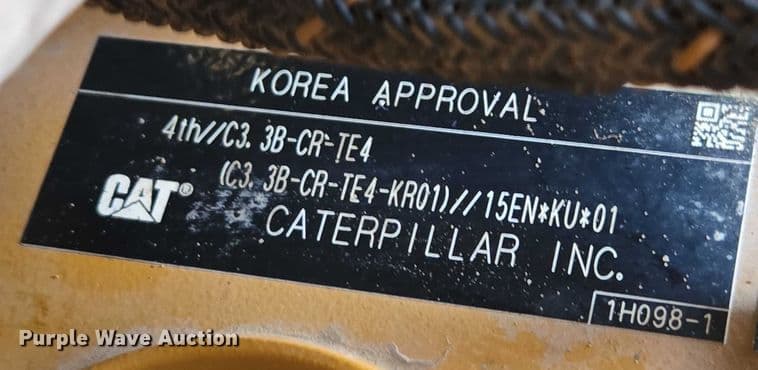 KOREA APPROVAL
4th//C3.3B-CR-TE4
(C3.3B-CR-TE4-KR01)//15EN*KU*01
CAT®
CATERPILLAR INC.
1H098-1
Purple Wave Auction